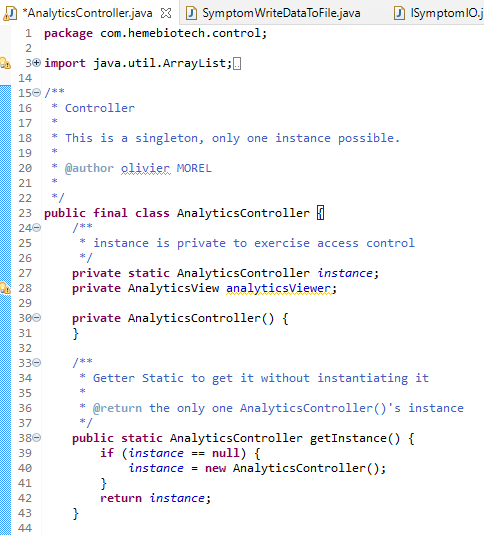 *AnalyticsController.java SymptomWriteDataToFile.java ISymptomIO.j
1 package com.hemebiotech.control;
2
3 import java.util.ArrayList;
14
15 /**
16  * Controller
17  *
18  * This is a singleton, only one instance possible.
19  *
20  * @author olivier MOREL
21  *
22  */
23 public final class AnalyticsController {
24     /**
25      * instance is private to exercise access control
26      */
27     private static AnalyticsController instance;
28     private AnalyticsView analyticsViewer;
29
30     private AnalyticsController() {
31     }
32
33     /**
34      * Getter Static to get it without instantiating it
35      *
36      * @return the only one AnalyticsController()'s instance
37      */
38     public static AnalyticsController getInstance() {
39         if (instance == null) {
40             instance = new AnalyticsController();
41         }
42         return instance;
43     }
44